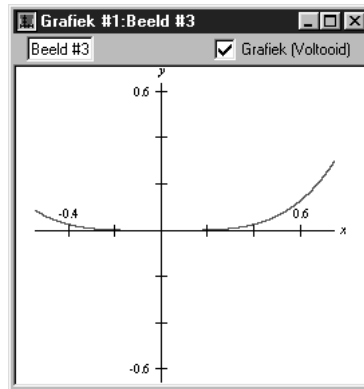 Grafiek #1:Beeld #3
Beeld #3
Grafiek (Voltooid)
y
0.6
-0.4
0.6
x
-0.6